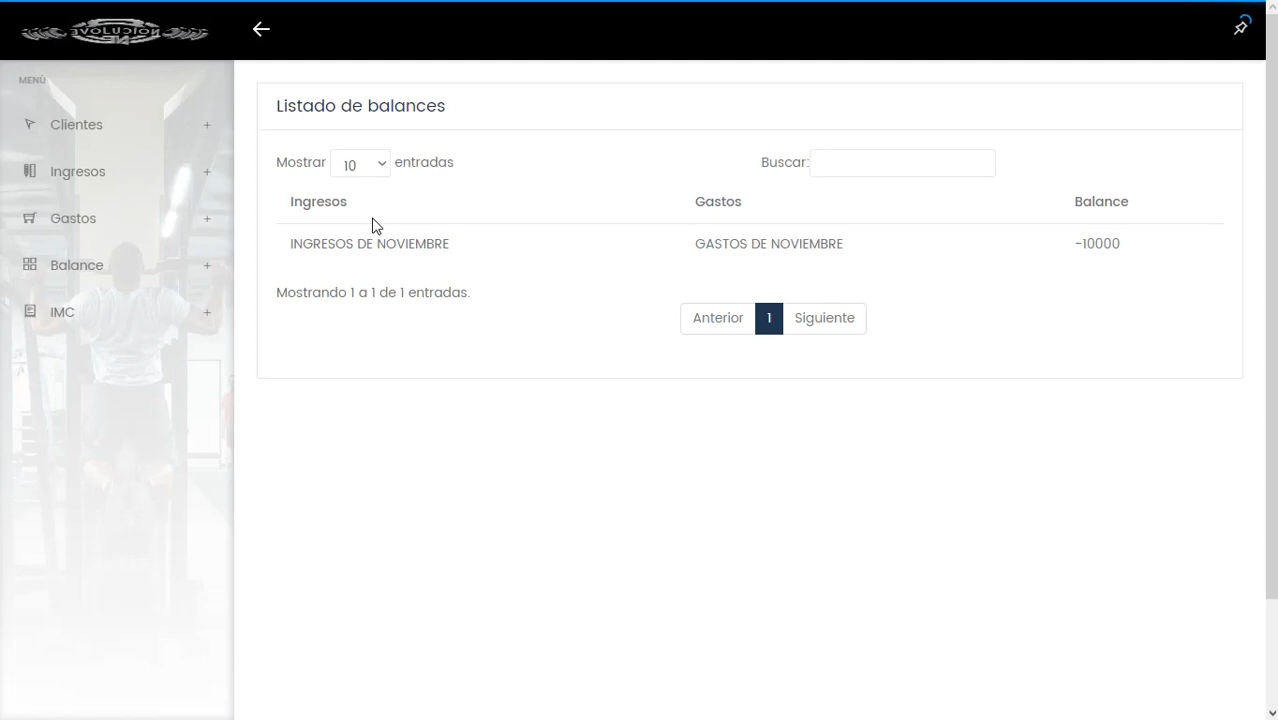 MENÚ
Clientes
Ingresos
Gastos
Balance
IMC
Listado de balances
Mostrar 10 entradas
Buscar:
Ingresos Gastos Balance
INGRESOS DE NOVIEMBRE GASTOS DE NOVIEMBRE -10000
Mostrando 1 a 1 de 1 entradas.
Anterior 1 Siguiente